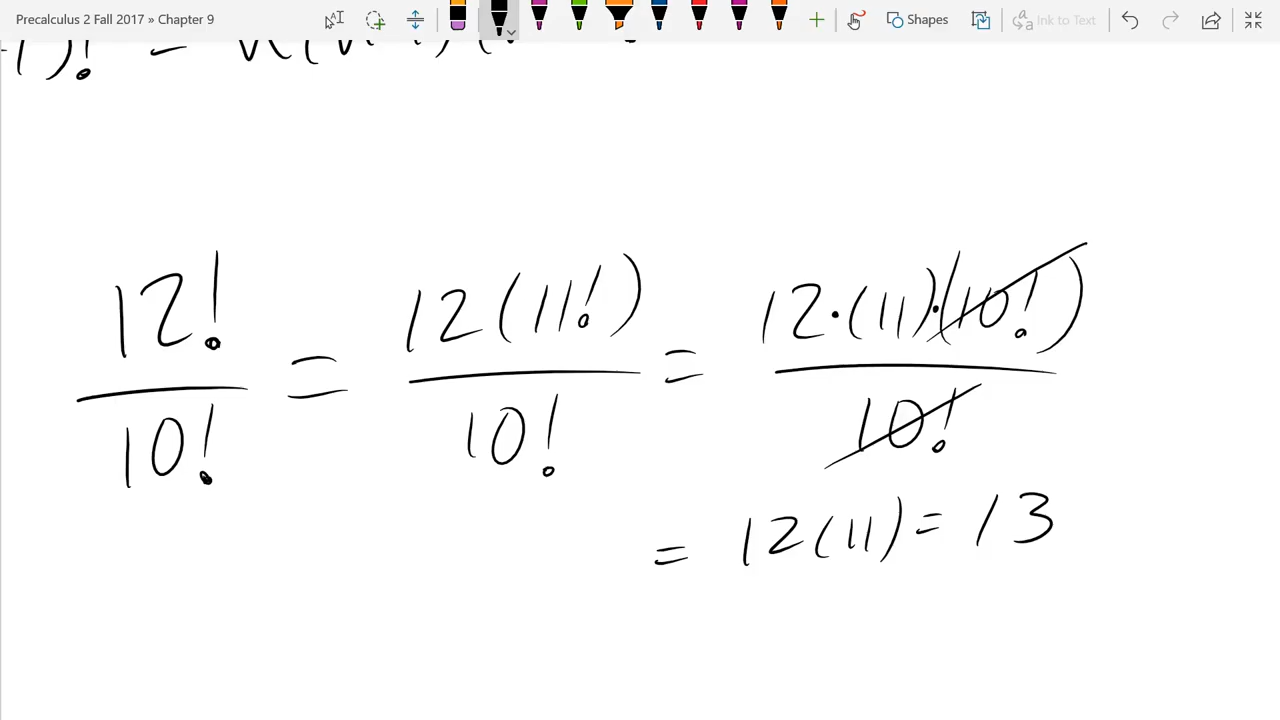 Precalculus 2 Fall 2017 » Chapter 9 Shapes Ink to Text
12! / 10! = 12(11!) / 10! = 12·(11)·(10!) / 10!
= 12(11) = 13